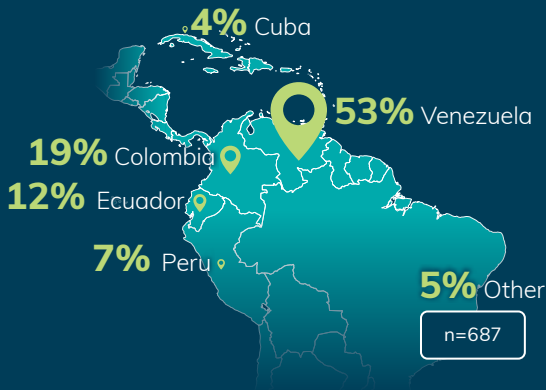 4% Cuba
53% Venezuela
19% Colombia
12% Ecuador
7% Peru
5% Other
n=687